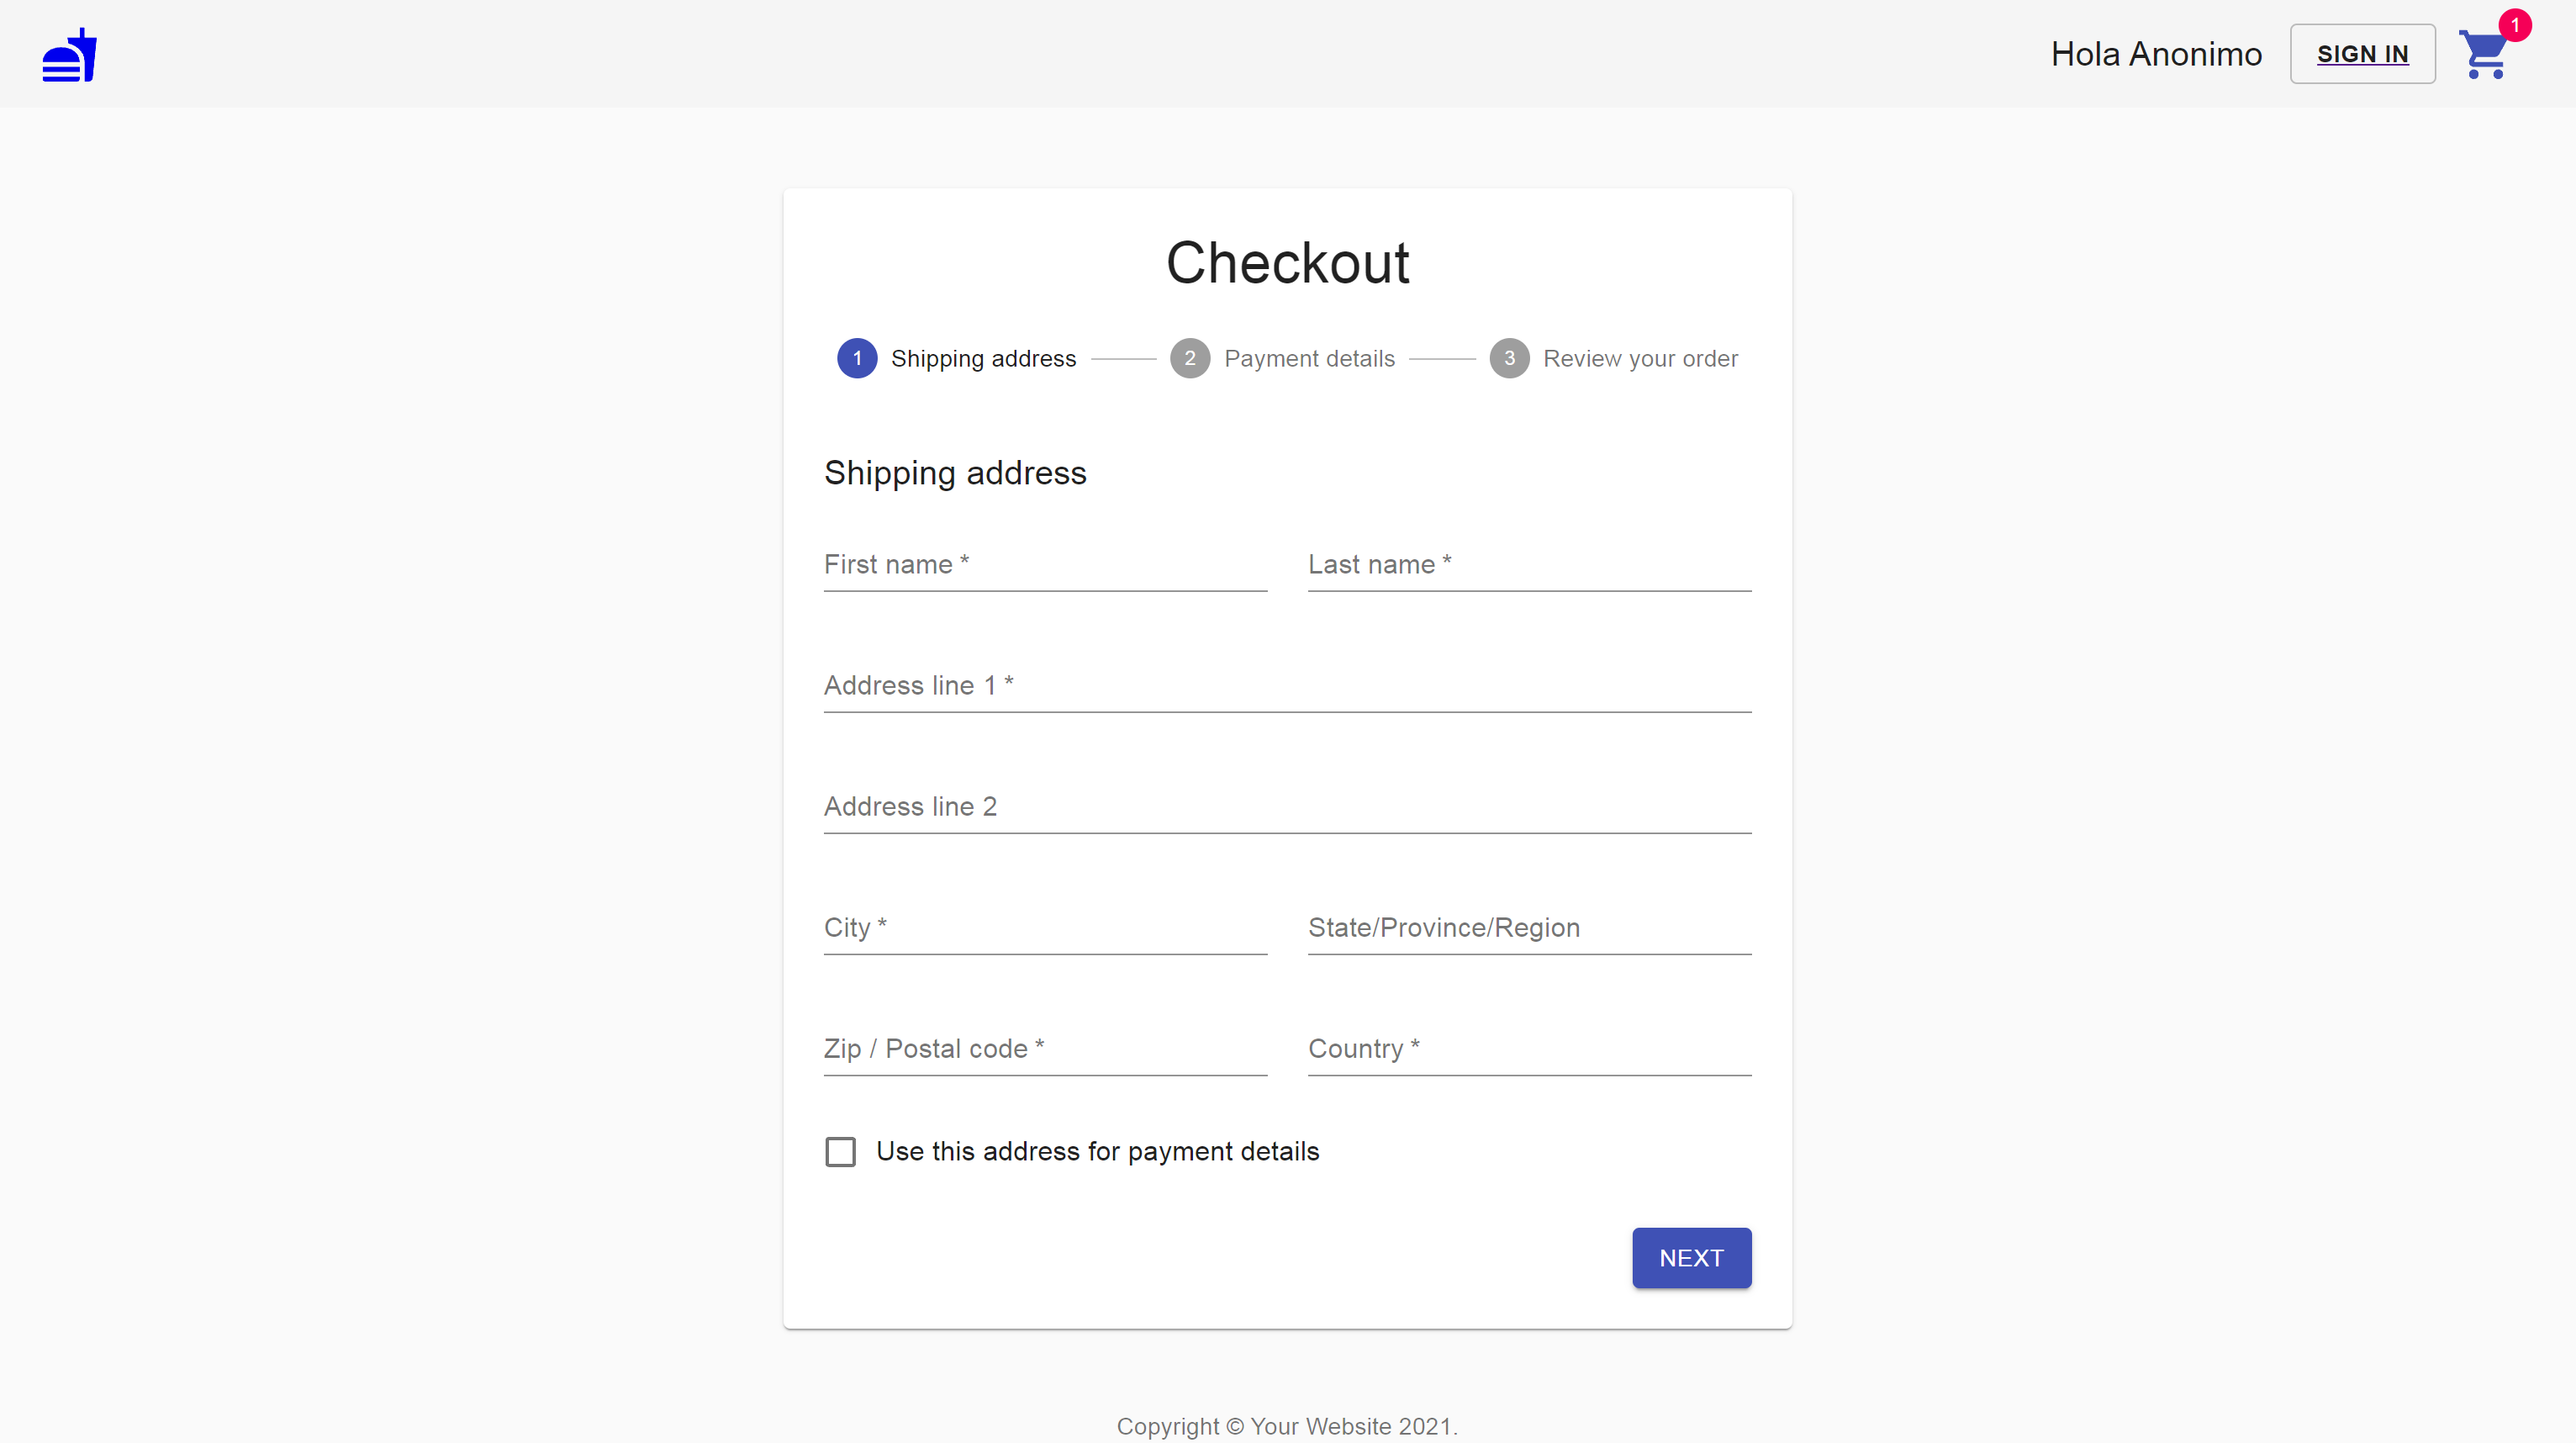 Hola Anonimo SIGN IN 1
Checkout
1 Shipping address 2 Payment details 3 Review your order
Shipping address
First name * Last name *
Address line 1 *
Address line 2
City * State/Province/Region
Zip / Postal code * Country *
Use this address for payment details
NEXT
Copyright © Your Website 2021.